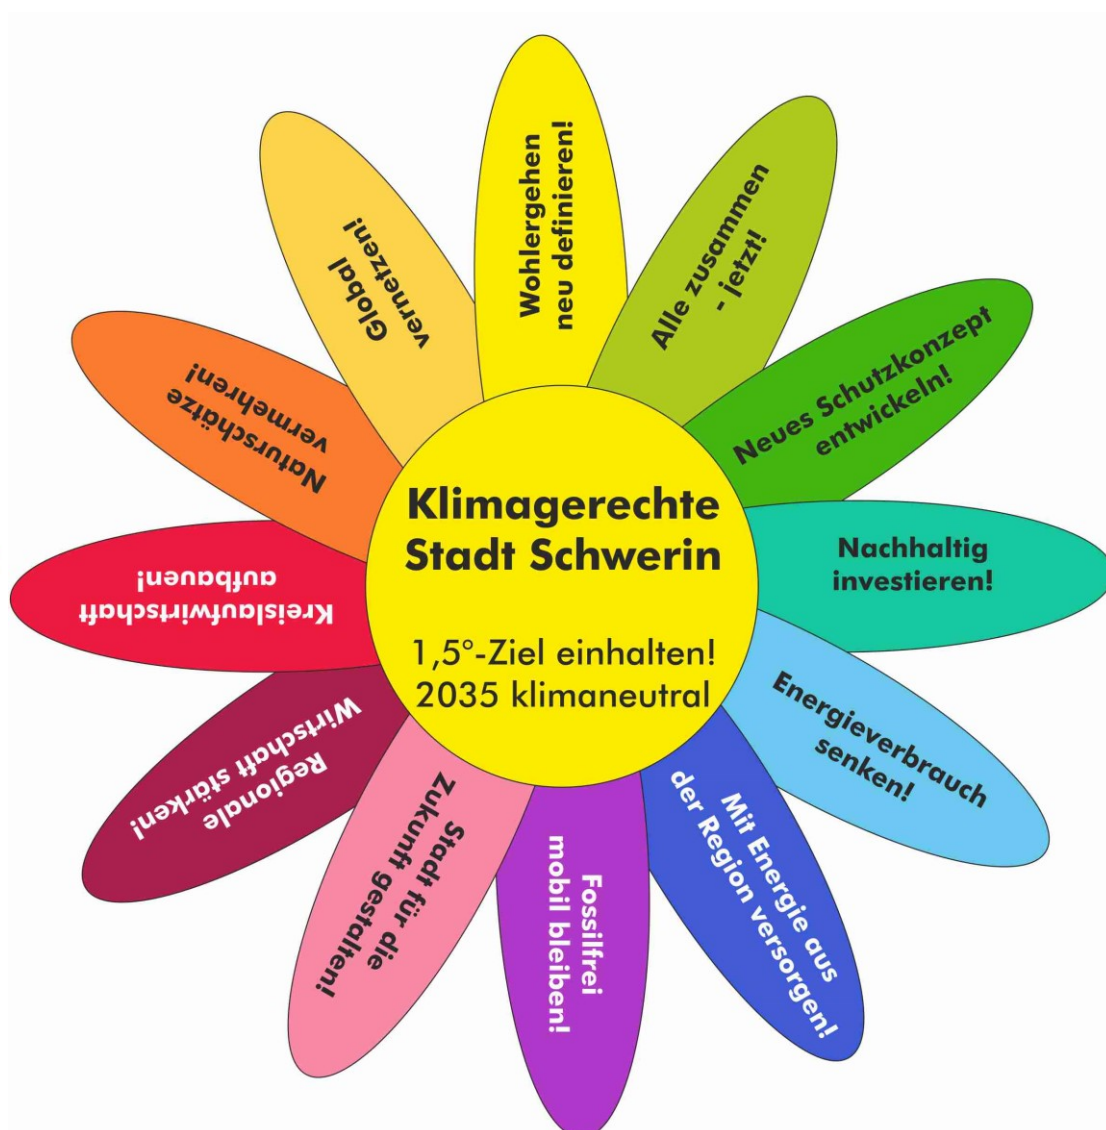 Klimagerechte
Stadt Schwerin
1,5°-Ziel einhalten!
2035 klimaneutral
Wohlergehen
neu definieren!
Alle zusammen
- jetzt!
Neues Schutzkonzept
entwickeln!
Nachhaltig
investieren!
Energieverbrauch
senken!
Mit Energie aus
der Region versorgen!
Fossilfrei
mobil bleiben!
Stadt für die
Zukunft gestalten!
Regionale
Wirtschaft stärken!
Kreislaufwirtschaft
aufbauen!
Naturschätze
vermehren!
Global
vernetzen!